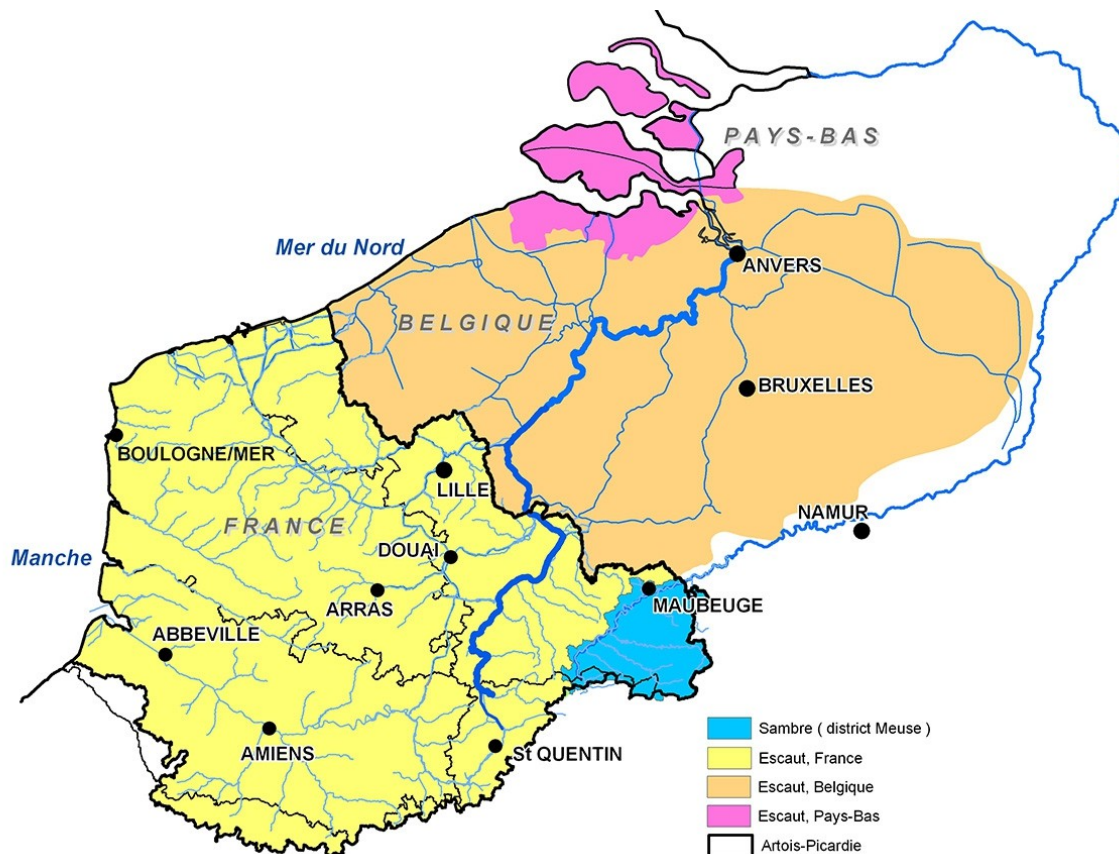 PAYS-BAS
Mer du Nord
ANVERS
BELGIQUE
BRUXELLES
BOULOGNE/MER
LILLE
NAMUR
FRANCE
Manche
DOUAI
ARRAS
MAUBEUGE
ABBEVILLE
AMIENS
St QUENTIN
Sambre ( district Meuse )
Escaut, France
Escaut, Belgique
Escaut, Pays-Bas
Artois-Picardie